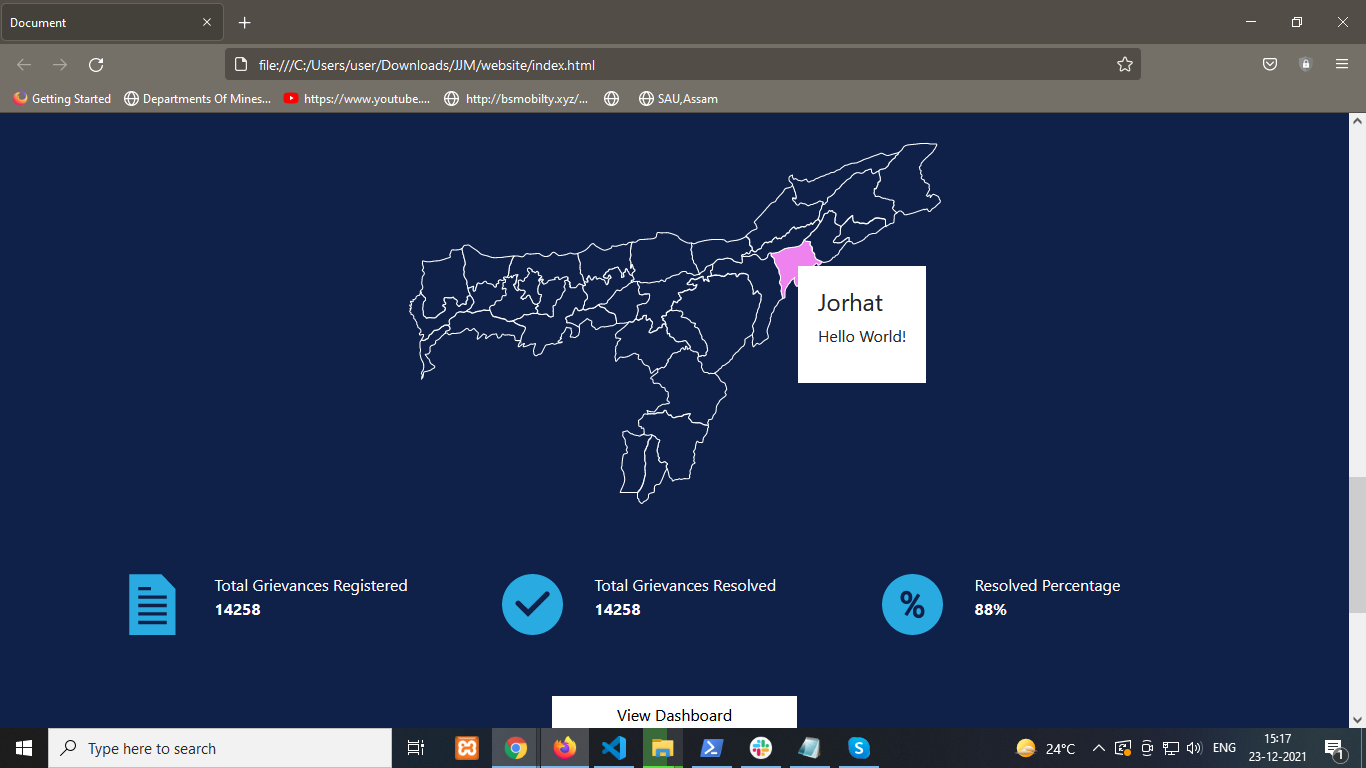 Document
file:///C:/Users/user/Downloads/JJM/website/index.html
Getting Started
Departments Of Mines...
https://www.youtube....
http://bsmobilty.xyz/...
SAU,Assam
Jorhat
Hello World!
Total Grievances Registered
14258
Total Grievances Resolved
14258
%
Resolved Percentage
88%
View Dashboard
Type here to search
24°C
ENG
15:17
23-12-2021
1